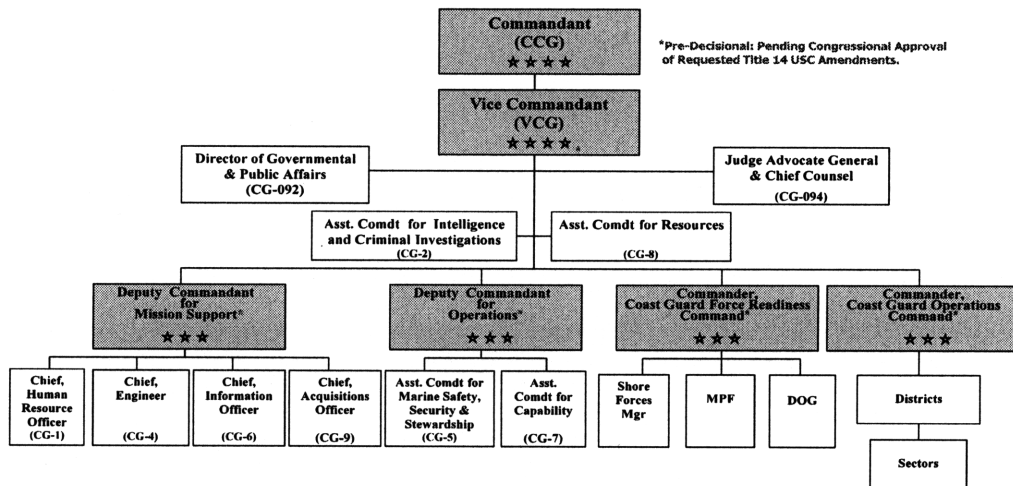 Commandant
(CCG)
★ ★ ★ ★
*Pre-Decisional: Pending Congressional Approval
of Requested Title 14 USC Amendments.
Vice Commandant
(VCG)
★ ★ ★ ★*
Director of Governmental
& Public Affairs
(CG-092)
Judge Advocate General
& Chief Counsel
(CG-094)
Asst. Comdt for Intelligence
and Criminal Investigations
(CG-2)
Asst. Comdt for Resources
(CG-8)
Deputy Commandant
for
Mission Support*
★ ★ ★
Deputy Commandant
for
Operations*
★ ★ ★
Commander,
Coast Guard Force Readiness
Command*
★ ★ ★
Commander,
Coast Guard Operations
Command*
★ ★ ★
Chief,
Human
Resource
Officer
(CG-1)
Chief,
Engineer
(CG-4)
Chief,
Information
Officer
(CG-6)
Chief,
Acquisitions
Officer
(CG-9)
Asst. Comdt for
Marine Safety,
Security &
Stewardship
(CG-5)
Asst.
Comdt for
Capability
(CG-7)
Shore
Forces
Mgr
MPF
DOG
Districts
Sectors